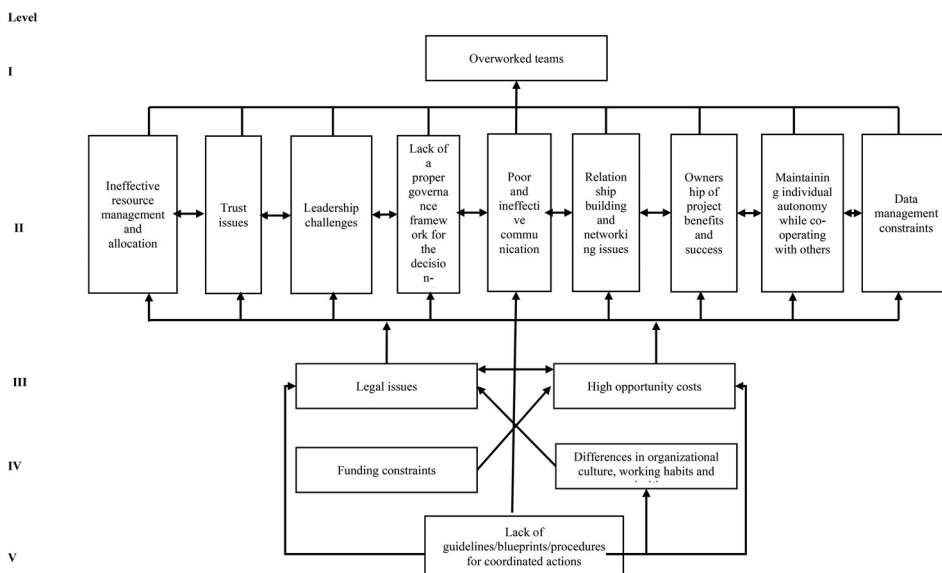 Level
I
Overworked teams
II
Ineffective
resource
management
and
allocation
Trust
issues
Leadership
challenges
Lack of
a
proper
governa
nce
framew
ork for
the
decisio
n-
Poor
and
ineffecti
ve
communi
cation
Relation
ship
building
and
networki
ng issues
Owners
hip of
project
benefits
and
success
Maintainin
g individual
autonomy
while co-
operating
with others
Data
management
constraints
III
Legal issues
High opportunity costs
IV
Funding constraints
Differences in organizational
culture, working habits and
V
Lack of
guidelines/blueprints/procedures
for coordinated actions